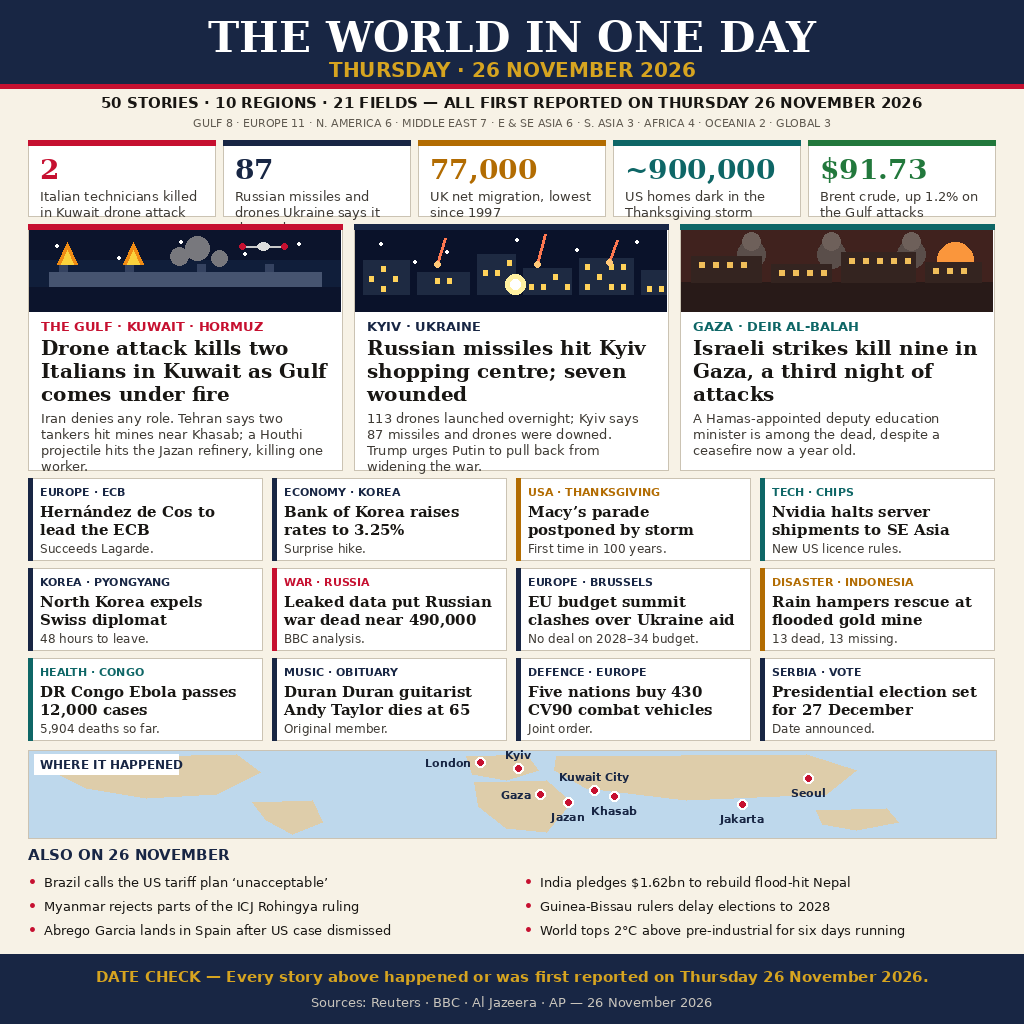 THE WORLD IN ONE DAY
THURSDAY · 26 NOVEMBER 2026
50 STORIES · 10 REGIONS · 21 FIELDS — ALL FIRST REPORTED ON THURSDAY 26 NOVEMBER 2026
GULF 8 · EUROPE 11 · N. AMERICA 6 · MIDDLE EAST 7 · E & SE ASIA 6 · S. ASIA 3 · AFRICA 4 · OCEANIA 2 · GLOBAL 3
2
Italian technicians killed
in Kuwait drone attack
87
Russian missiles and
drones Ukraine says it
77,000
UK net migration, lowest
since 1997
~900,000
US homes dark in the
Thanksgiving storm
$91.73
Brent crude, up 1.2% on
the Gulf attacks
THE GULF · KUWAIT · HORMUZ
Drone attack kills two
Italians in Kuwait as Gulf
comes under fire
Iran denies any role. Tehran says two
tankers hit mines near Khasab; a Houthi
projectile hits the Jazan refinery, killing one
worker.
KYIV · UKRAINE
Russian missiles hit Kyiv
shopping centre; seven
wounded
113 drones launched overnight; Kyiv says
87 missiles and drones were downed.
Trump urges Putin to pull back from
widening the war.
GAZA · DEIR AL-BALAH
Israeli strikes kill nine in
Gaza, a third night of
attacks
A Hamas-appointed deputy education
minister is among the dead, despite a
ceasefire now a year old.
EUROPE · ECB
Hernández de Cos to
lead the ECB
Succeeds Lagarde.
ECONOMY · KOREA
Bank of Korea raises
rates to 3.25%
Surprise hike.
USA · THANKSGIVING
Macy’s parade
postponed by storm
First time in 100 years.
TECH · CHIPS
Nvidia halts server
shipments to SE Asia
New US licence rules.
KOREA · PYONGYANG
North Korea expels
Swiss diplomat
48 hours to leave.
WAR · RUSSIA
Leaked data put Russian
war dead near 490,000
BBC analysis.
EUROPE · BRUSSELS
EU budget summit
clashes over Ukraine aid
No deal on 2028–34 budget.
DISASTER · INDONESIA
Rain hampers rescue at
flooded gold mine
13 dead, 13 missing.
HEALTH · CONGO
DR Congo Ebola passes
12,000 cases
5,904 deaths so far.
MUSIC · OBITUARY
Duran Duran guitarist
Andy Taylor dies at 65
Original member.
DEFENCE · EUROPE
Five nations buy 430
CV90 combat vehicles
Joint order.
SERBIA · VOTE
Presidential election set
for 27 December
Date announced.
WHERE IT HAPPENED
London
Kyiv
Kuwait City
Gaza
Jazan
Khasab
Jakarta
Seoul
ALSO ON 26 NOVEMBER
• Brazil calls the US tariff plan ‘unacceptable’
• Myanmar rejects parts of the ICJ Rohingya ruling
• Abrego Garcia lands in Spain after US case dismissed
• India pledges $1.62bn to rebuild flood-hit Nepal
• Guinea-Bissau rulers delay elections to 2028
• World tops 2°C above pre-industrial for six days running
DATE CHECK — Every story above happened or was first reported on Thursday 26 November 2026.
Sources: Reuters · BBC · Al Jazeera · AP — 26 November 2026